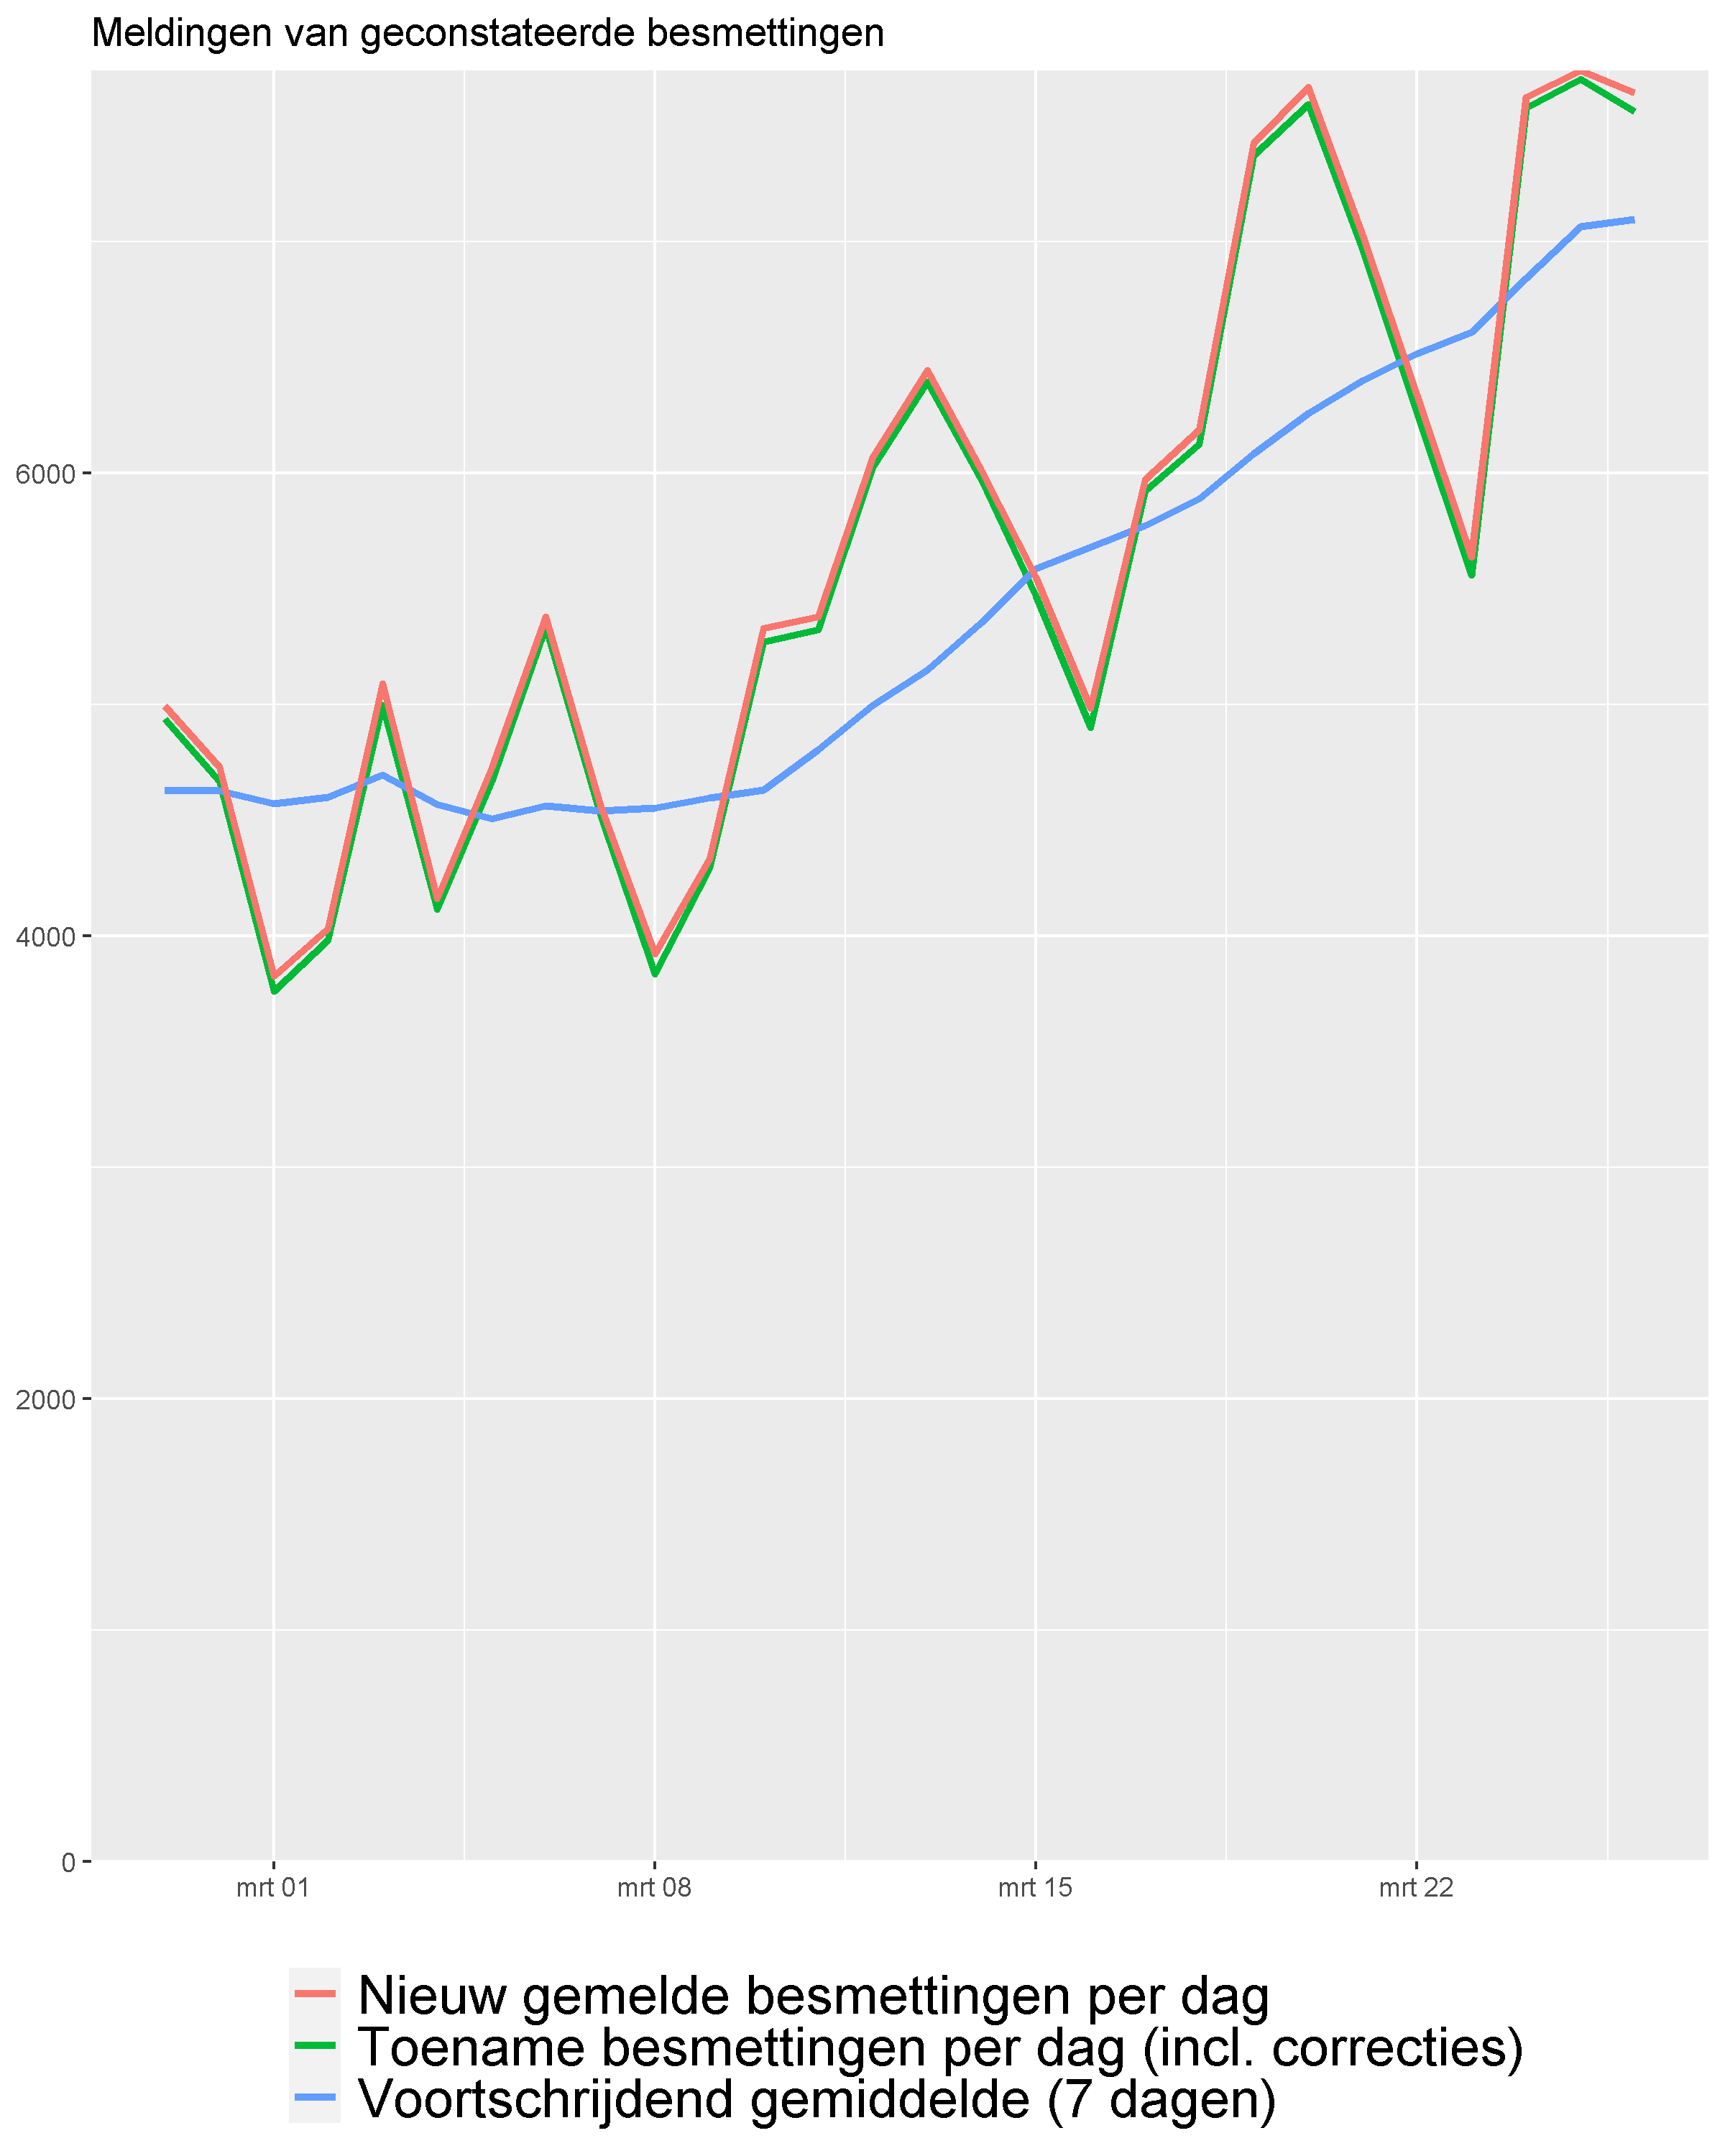 Meldingen van geconstateerde besmettingen
6000
4000
2000
0
mrt 01
mrt 08
mrt 15
mrt 22
Nieuw gemelde besmettingen per dag
Toename besmettingen per dag (incl. correcties)
Voortschrijdend gemiddelde (7 dagen)